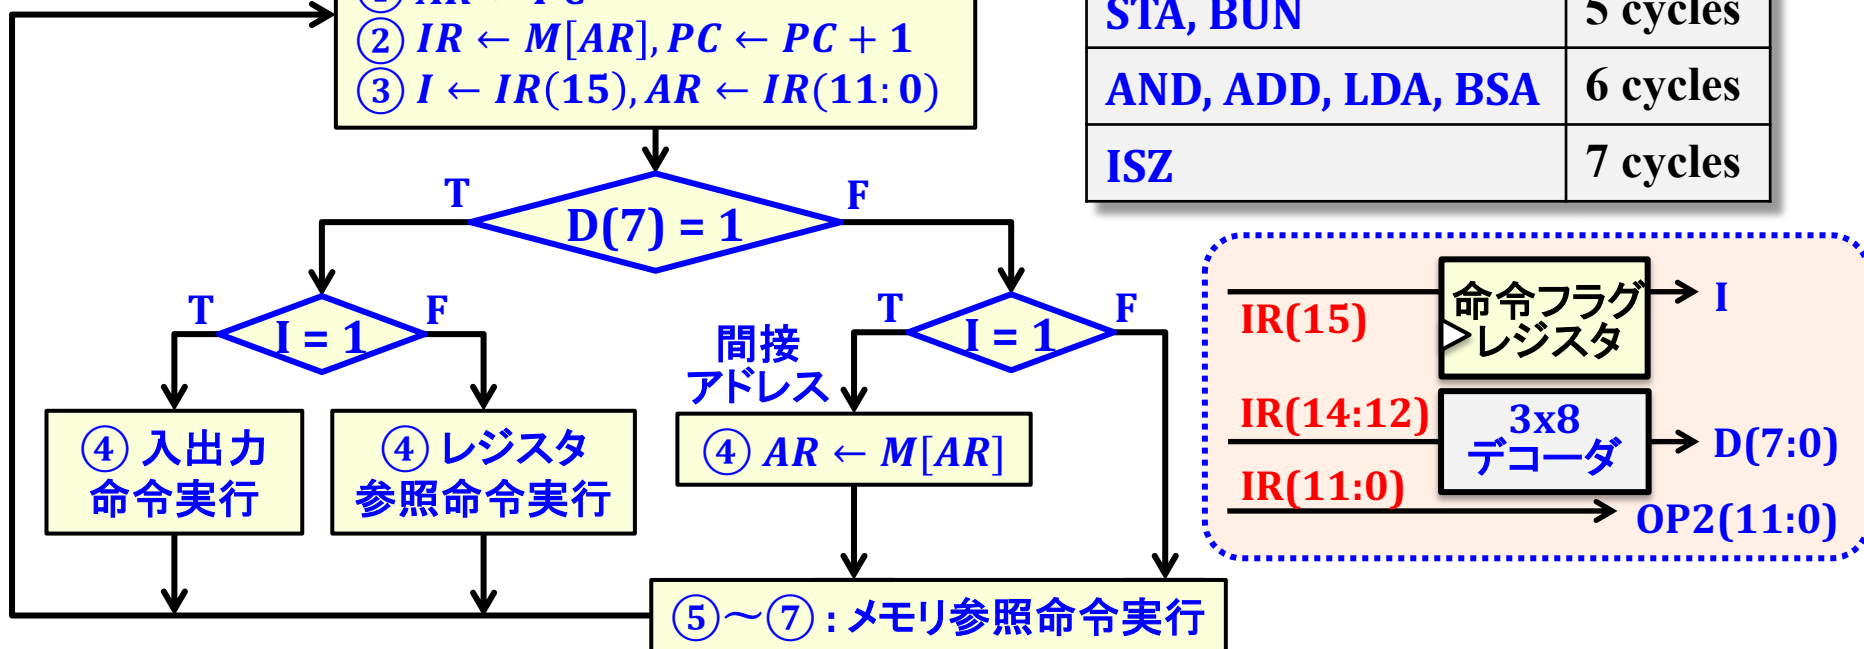 ① AR ← PC
② IR ← M[AR], PC ← PC + 1
③ I ← IR(15), AR ← IR(11: 0)
STA, BUN 5 cycles
AND, ADD, LDA, BSA 6 cycles
ISZ 7 cycles
T
D(7) = 1
F
T
I = 1
F
T
I = 1
F
間接
アドレス
④ 入出力
命令実行
④ レジスタ
参照命令実行
④ AR ← M[AR]
⑤～⑦ : メモリ参照命令実行
IR(15)
命令フラグ
レジスタ
I
IR(14:12)
3x8
デコーダ
D(7:0)
IR(11:0)
OP2(11:0)